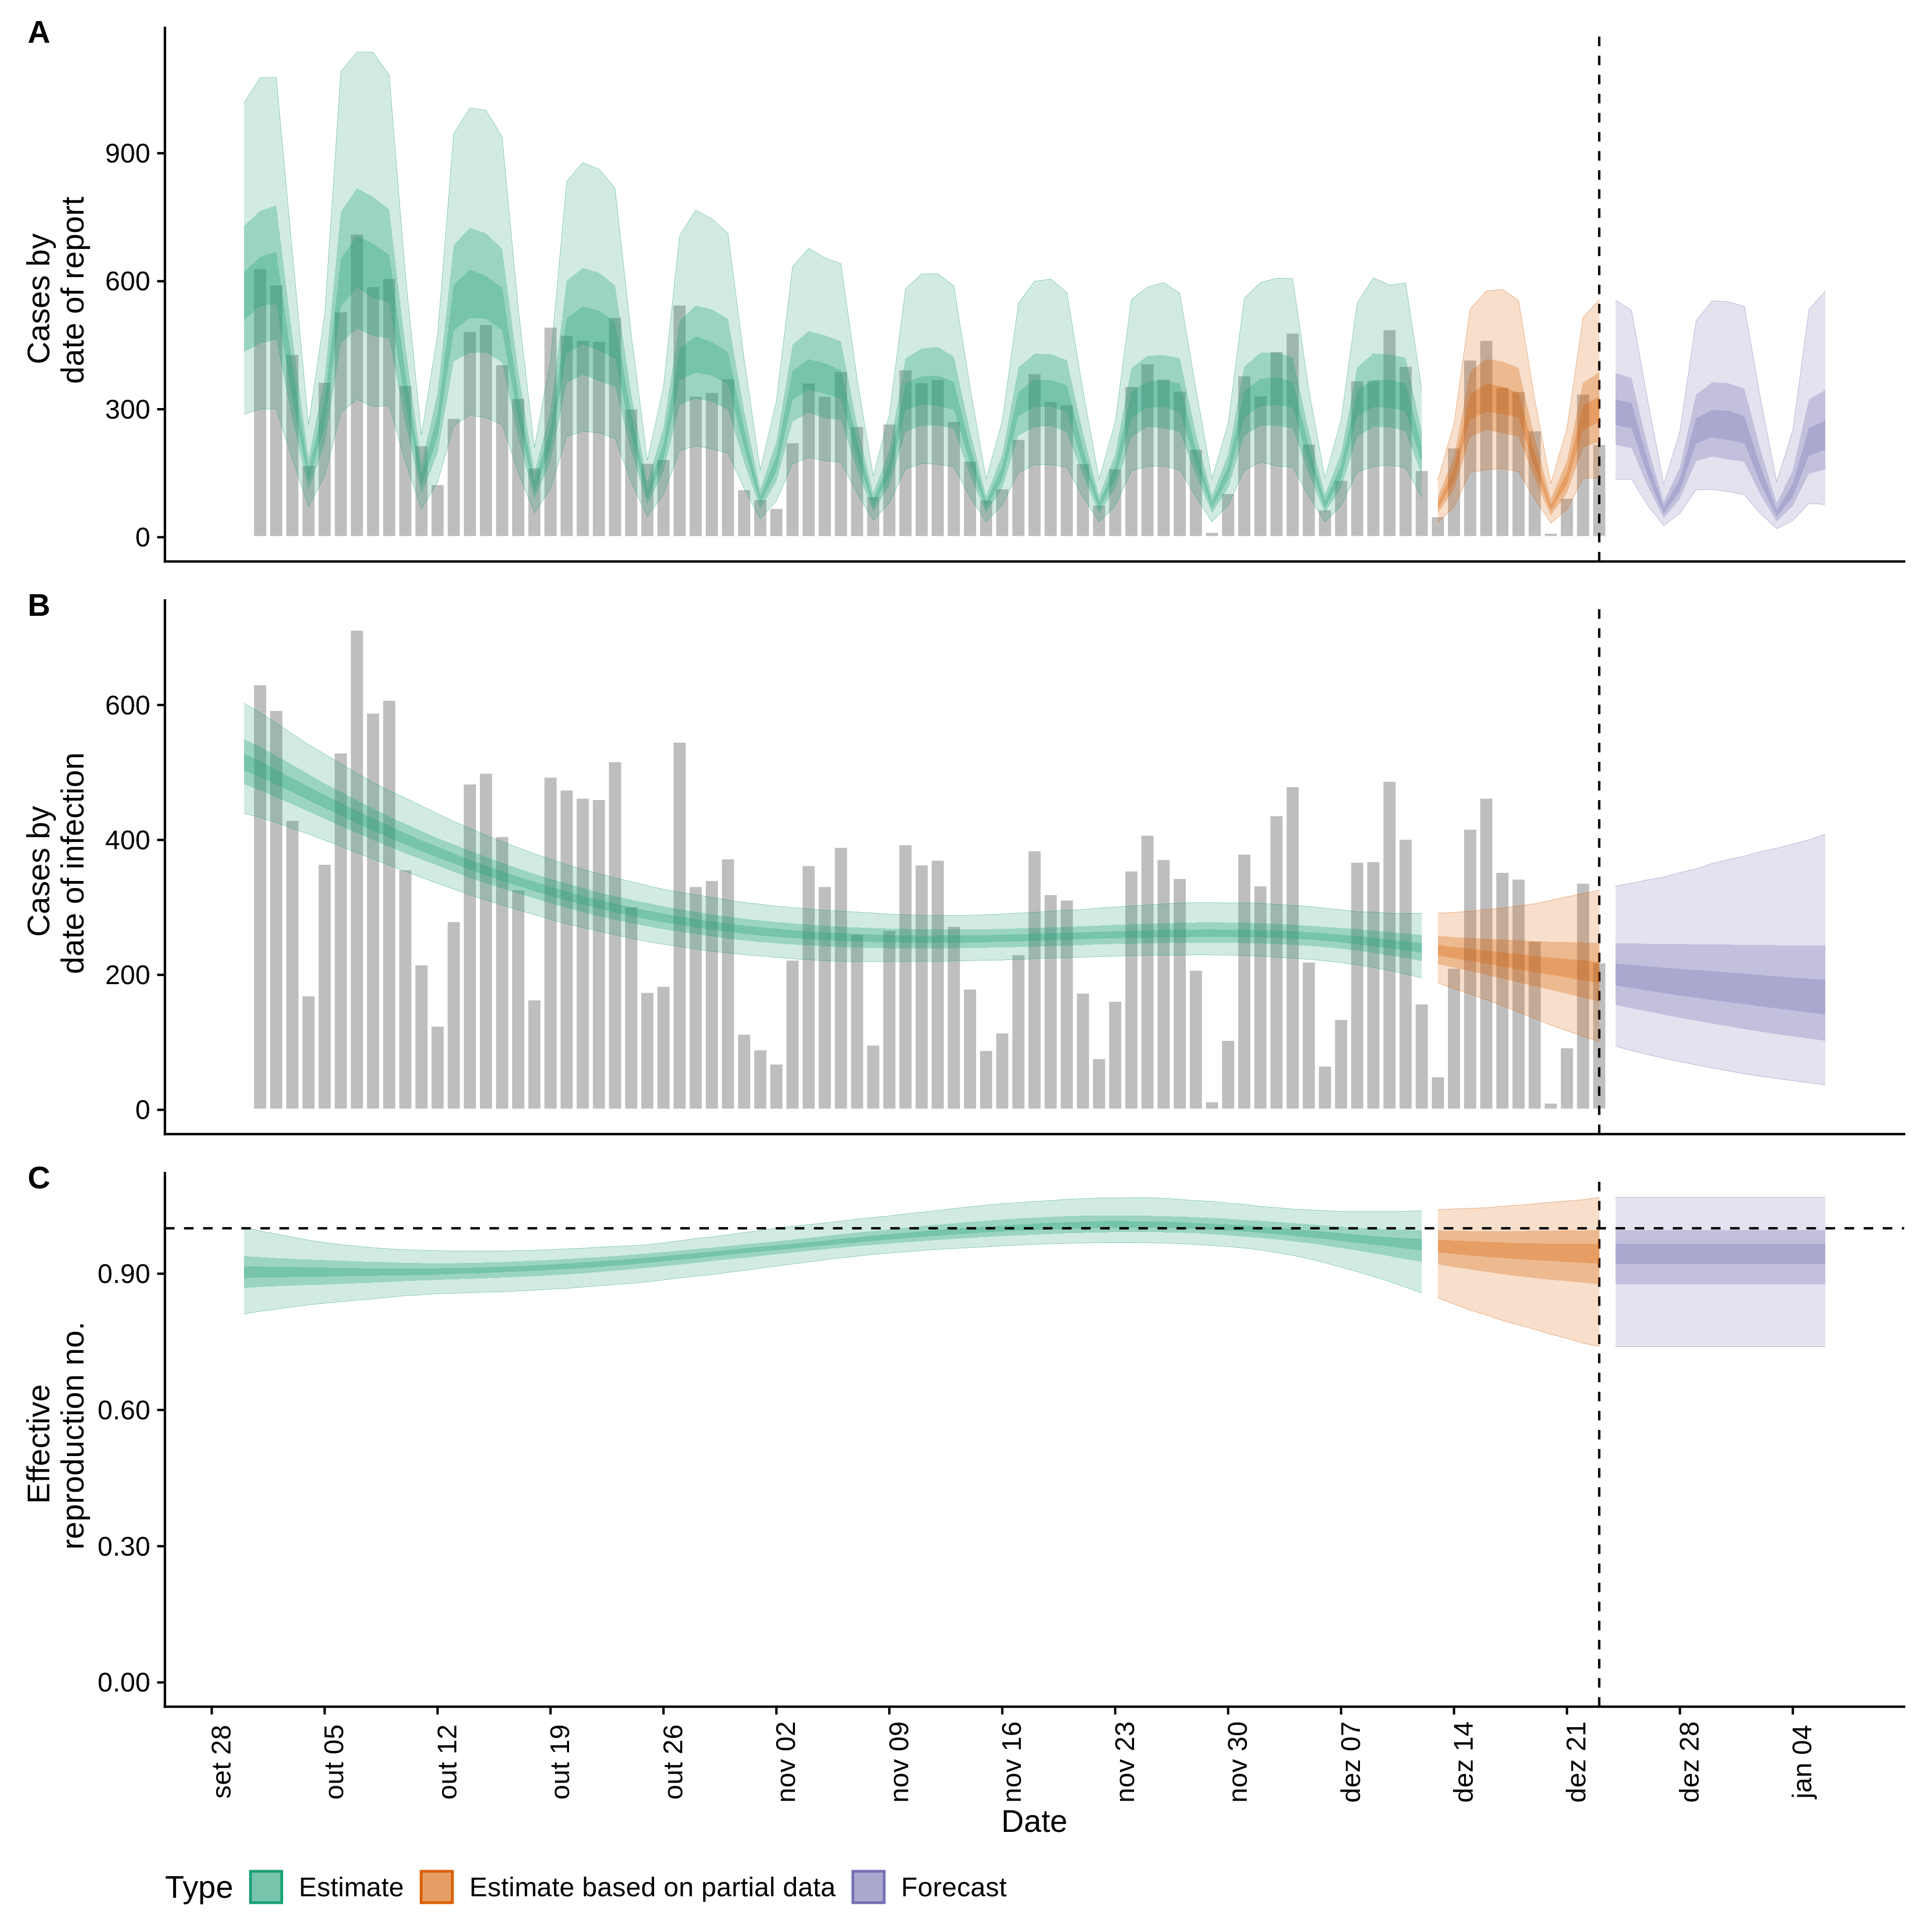 A
Cases by
date of report
900
600
300
0
B
Cases by
date of infection
600
400
200
0
C
Effective
reproduction no.
0.90
0.60
0.30
0.00
set 28
out 05
out 12
out 19
out 26
nov 02
nov 09
nov 16
nov 23
nov 30
dez 07
dez 14
dez 21
dez 28
jan 04
Date
Type Estimate Estimate based on partial data Forecast